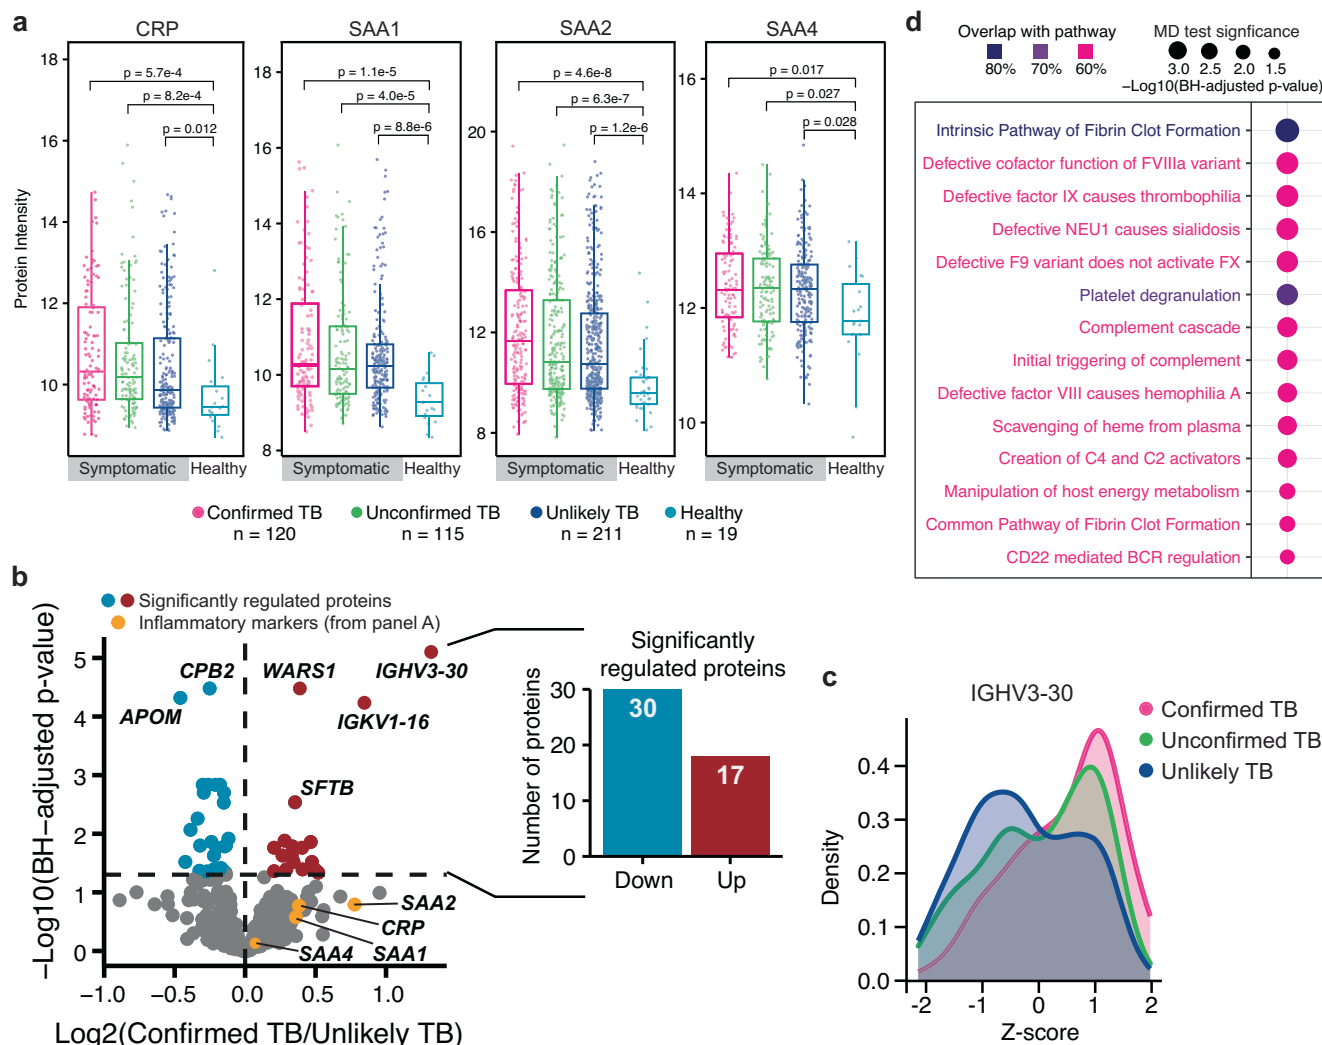 a
CRP
SAA1
SAA2
SAA4
Protein Intensity
18
16
14
12
10
p = 5.7e-4
p = 8.2e-4
p = 0.012
Symptomatic
Healthy
18
16
14
12
10
8
p = 1.1e-5
p = 4.0e-5
p = 8.8e-6
Symptomatic
Healthy
20
16
12
8
p = 4.6e-8
p = 6.3e-7
p = 1.2e-6
Symptomatic
Healthy
16
14
12
10
p = 0.017
p = 0.027
p = 0.028
Symptomatic
Healthy
Confirmed TB
n = 120
Unconfirmed TB
n = 115
Unlikely TB
n = 211
Healthy
n = 19
d
Overlap with pathway
80%
70%
60%
MD test signficance
3.0
2.5
2.0
1.5
−Log10(BH-adjusted p-value)
Intrinsic Pathway of Fibrin Clot Formation
Defective cofactor function of FVIIIa variant
Defective factor IX causes thrombophilia
Defective NEU1 causes sialidosis
Defective F9 variant does not activate FX
Platelet degranulation
Complement cascade
Initial triggering of complement
Defective factor VIII causes hemophilia A
Scavenging of heme from plasma
Creation of C4 and C2 activators
Manipulation of host energy metabolism
Common Pathway of Fibrin Clot Formation
CD22 mediated BCR regulation
b
Significantly regulated proteins
Inflammatory markers (from panel A)
−Log10(BH−adjusted p-value)
5
4
3
2
1
0
CPB2
APOM
WARS1
IGHV3-30
IGKV1-16
SFTB
SAA2
CRP
SAA1
SAA4
−1.0
−0.5
0.0
0.5
1.0
Log2(Confirmed TB/Unlikely TB)
Significantly
regulated proteins
Number of proteins
30
20
10
0
30
17
Down
Up
c
IGHV3-30
Confirmed TB
Unconfirmed TB
Unlikely TB
Density
0.4
0.3
0.2
0.1
0.0
-2
-1
0
1
2
Z-score